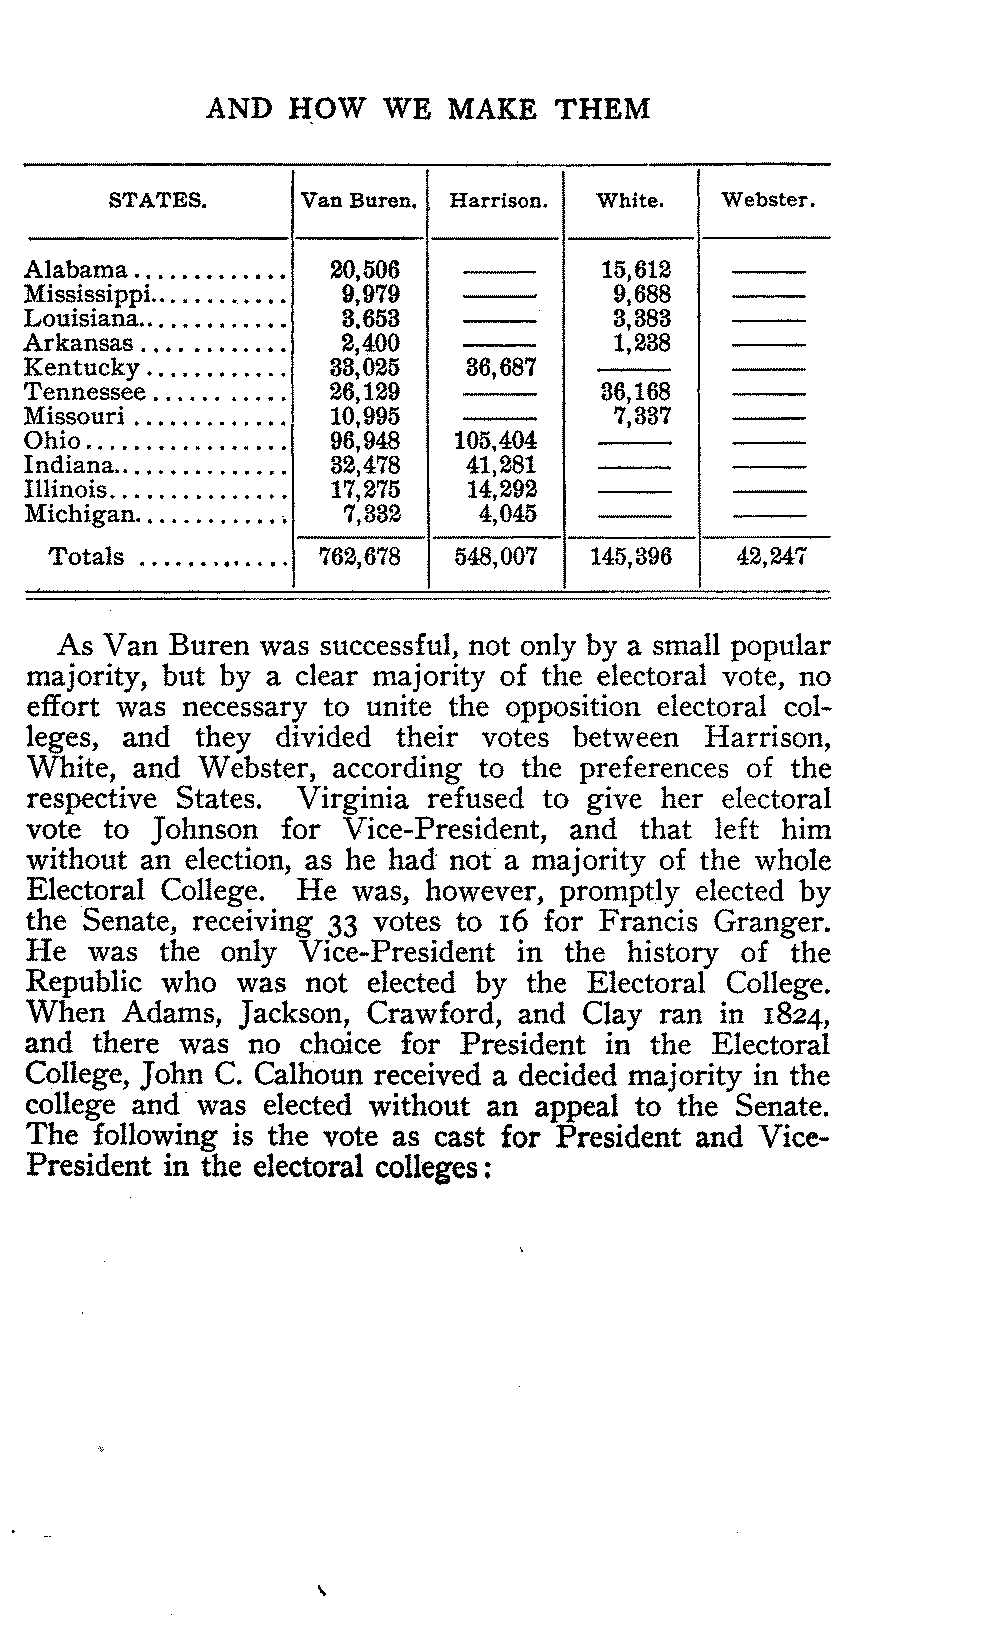 AND HOW WE MAKE THEM
STATES. Van Buren. Harrison. White. Webster.
Alabama............. 20,506 —— 15,612 ——
Mississippi............ 9,979 —— 9,688 ——
Louisiana............. 3,653 —— 3,383 ——
Arkansas............ 2,400 —— 1,238 ——
Kentucky............ 33,025 36,687 —— ——
Tennessee........... 26,129 —— 36,168 ——
Missouri............. 10,995 —— 7,337 ——
Ohio................. 96,948 105,404 —— ——
Indiana............... 32,478 41,281 —— ——
Illinois............... 17,275 14,292 —— ——
Michigan............. 7,332 4,045 —— ——
Totals ............. 762,678 548,007 145,396 42,247
As Van Buren was successful, not only by a small popular
majority, but by a clear majority of the electoral vote, no
effort was necessary to unite the opposition electoral col-
leges, and they divided their votes between Harrison,
White, and Webster, according to the preferences of the
respective States. Virginia refused to give her electoral
vote to Johnson for Vice-President, and that left him
without an election, as he had not a majority of the whole
Electoral College. He was, however, promptly elected by
the Senate, receiving 33 votes to 16 for Francis Granger.
He was the only Vice-President in the history of the
Republic who was not elected by the Electoral College.
When Adams, Jackson, Crawford, and Clay ran in 1824,
and there was no choice for President in the Electoral
College, John C. Calhoun received a decided majority in the
college and was elected without an appeal to the Senate.
The following is the vote as cast for President and Vice-
President in the electoral colleges: